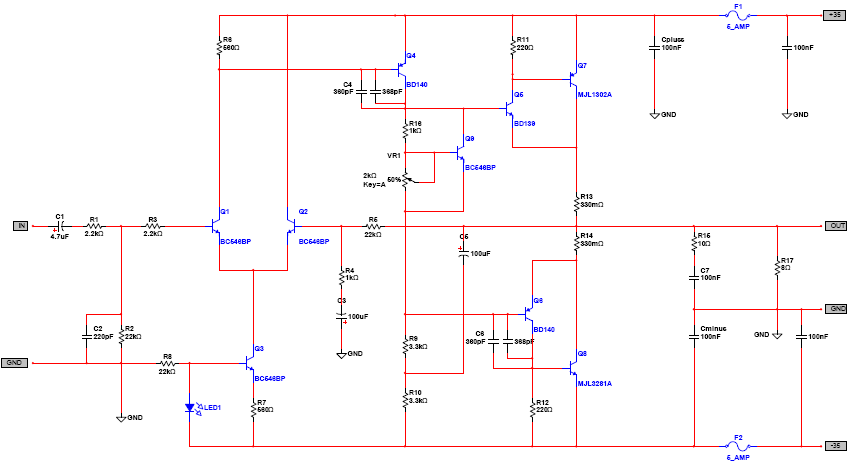 F1
5_AMP
+35
R6
560Ω
R11
220Ω
Cpluss
100nF
100nF
Q4
BD140
Q7
MJL1302A
C4
360pF
368pF
Q5
BD139
GND
GND
R16
1kΩ
Q9
BC546BP
VR1
2kΩ
50%
Key=A
R13
330mΩ
IN
C1
4.7uF
R1
2.2kΩ
R3
2.2kΩ
Q1
BC546BP
Q2
BC546BP
R5
22kΩ
OUT
R14
330mΩ
C5
100uF
R15
10Ω
R17
8Ω
R4
1kΩ
C7
100nF
C3
100uF
Q6
BD140
GND
C2
220pF
R2
22kΩ
C6
360pF
368pF
Cminus
100nF
GND
100nF
R9
3.3kΩ
Q3
BC546BP
GND
GND
R8
22kΩ
Q8
MJL3281A
R10
3.3kΩ
R12
220Ω
LED1
R7
560Ω
GND
F2
5_AMP
-35